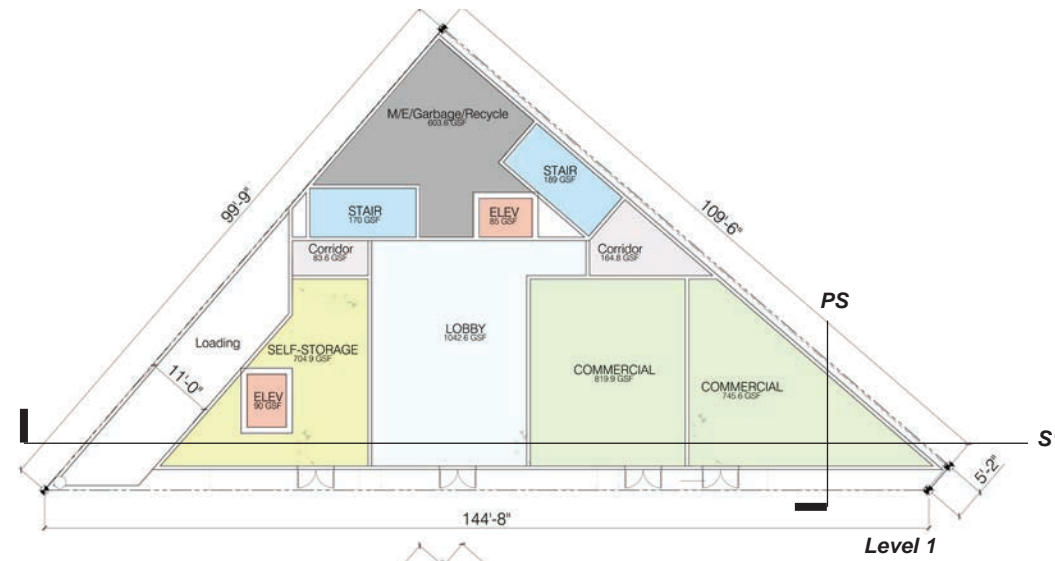 M/E/Garbage/Recycle
603.6 GSF
STAIR
189 GSF
99'-9"
109'-6"
STAIR
170 GSF
ELEV
85 GSF
Corridor
83.6 GSF
Corridor
164.8 GSF
PS
Loading
LOBBY
1042.6 GSF
SELF-STORAGE
704.9 GSF
COMMERCIAL
819.9 GSF
COMMERCIAL
745.6 GSF
11'-0"
ELEV
90 GSF
S
5'-2"
144'-8"
Level 1